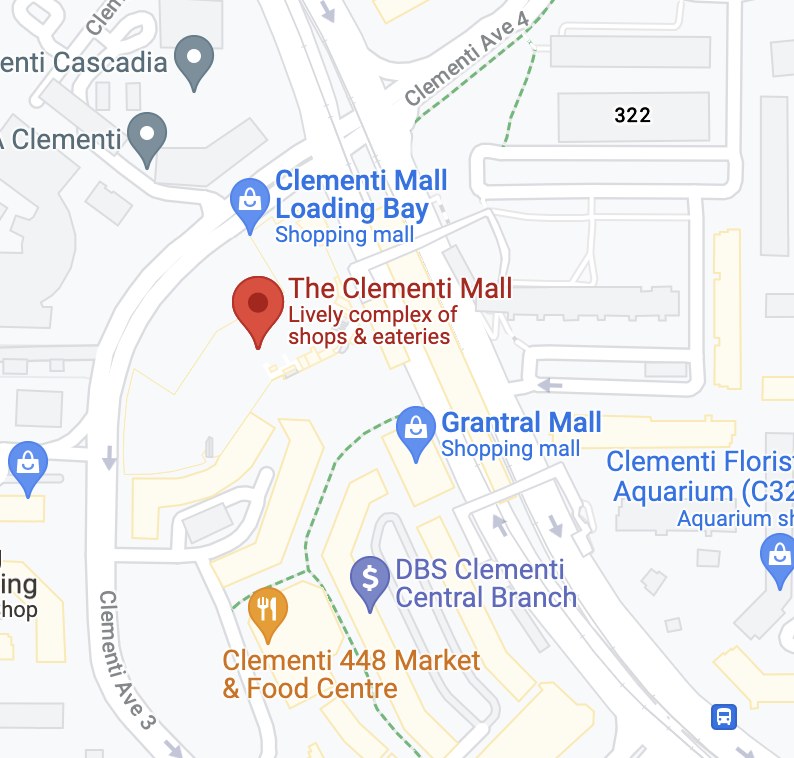 Clem
Clementi Ave 4
enti Cascadia
322
A Clementi
Clementi Mall
Loading Bay
Shopping mall
The Clementi Mall
Lively complex of
shops & eateries
Grantral Mall
Shopping mall
Clementi Floris
Aquarium (C32
Aquarium sh
DBS Clementi
Central Branch
$
ing
hop
Clementi Ave 3
Clementi 448 Market
& Food Centre